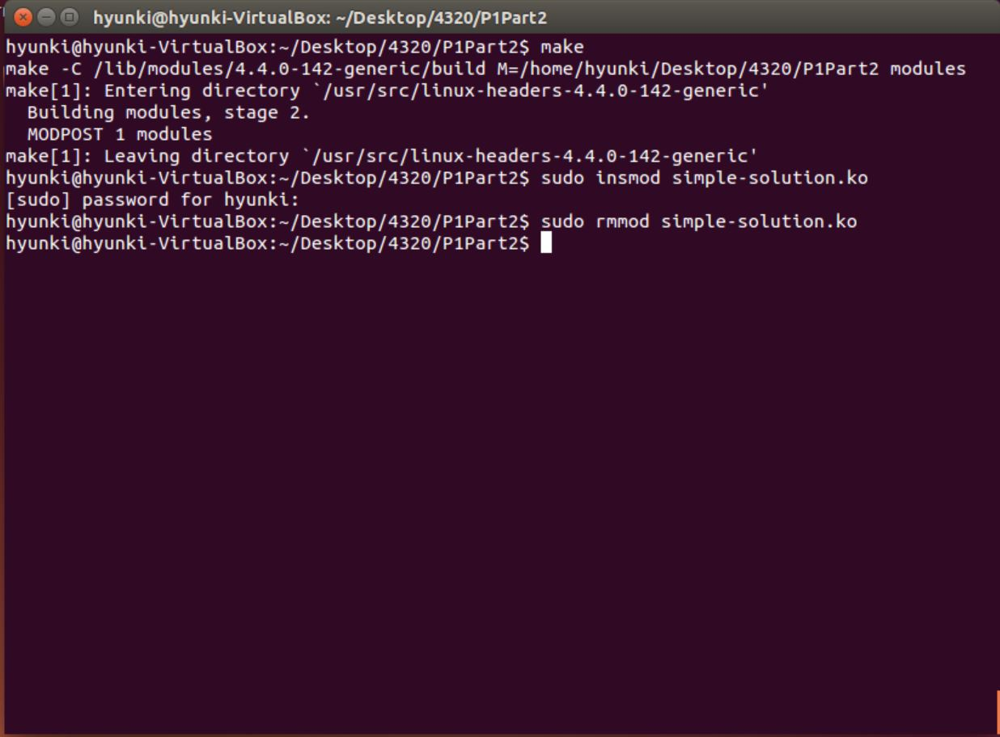 hyunki@hyunki-VirtualBox: ~/Desktop/4320/P1Part2
hyunki@hyunki-VirtualBox:~/Desktop/4320/P1Part2$ make
make -C /lib/modules/4.4.0-142-generic/build M=/home/hyunki/Desktop/4320/P1Part2 modules
make[1]: Entering directory `/usr/src/linux-headers-4.4.0-142-generic'
  Building modules, stage 2.
  MODPOST 1 modules
make[1]: Leaving directory `/usr/src/linux-headers-4.4.0-142-generic'
hyunki@hyunki-VirtualBox:~/Desktop/4320/P1Part2$ sudo insmod simple-solution.ko
[sudo] password for hyunki:
hyunki@hyunki-VirtualBox:~/Desktop/4320/P1Part2$ sudo rmmod simple-solution.ko
hyunki@hyunki-VirtualBox:~/Desktop/4320/P1Part2$